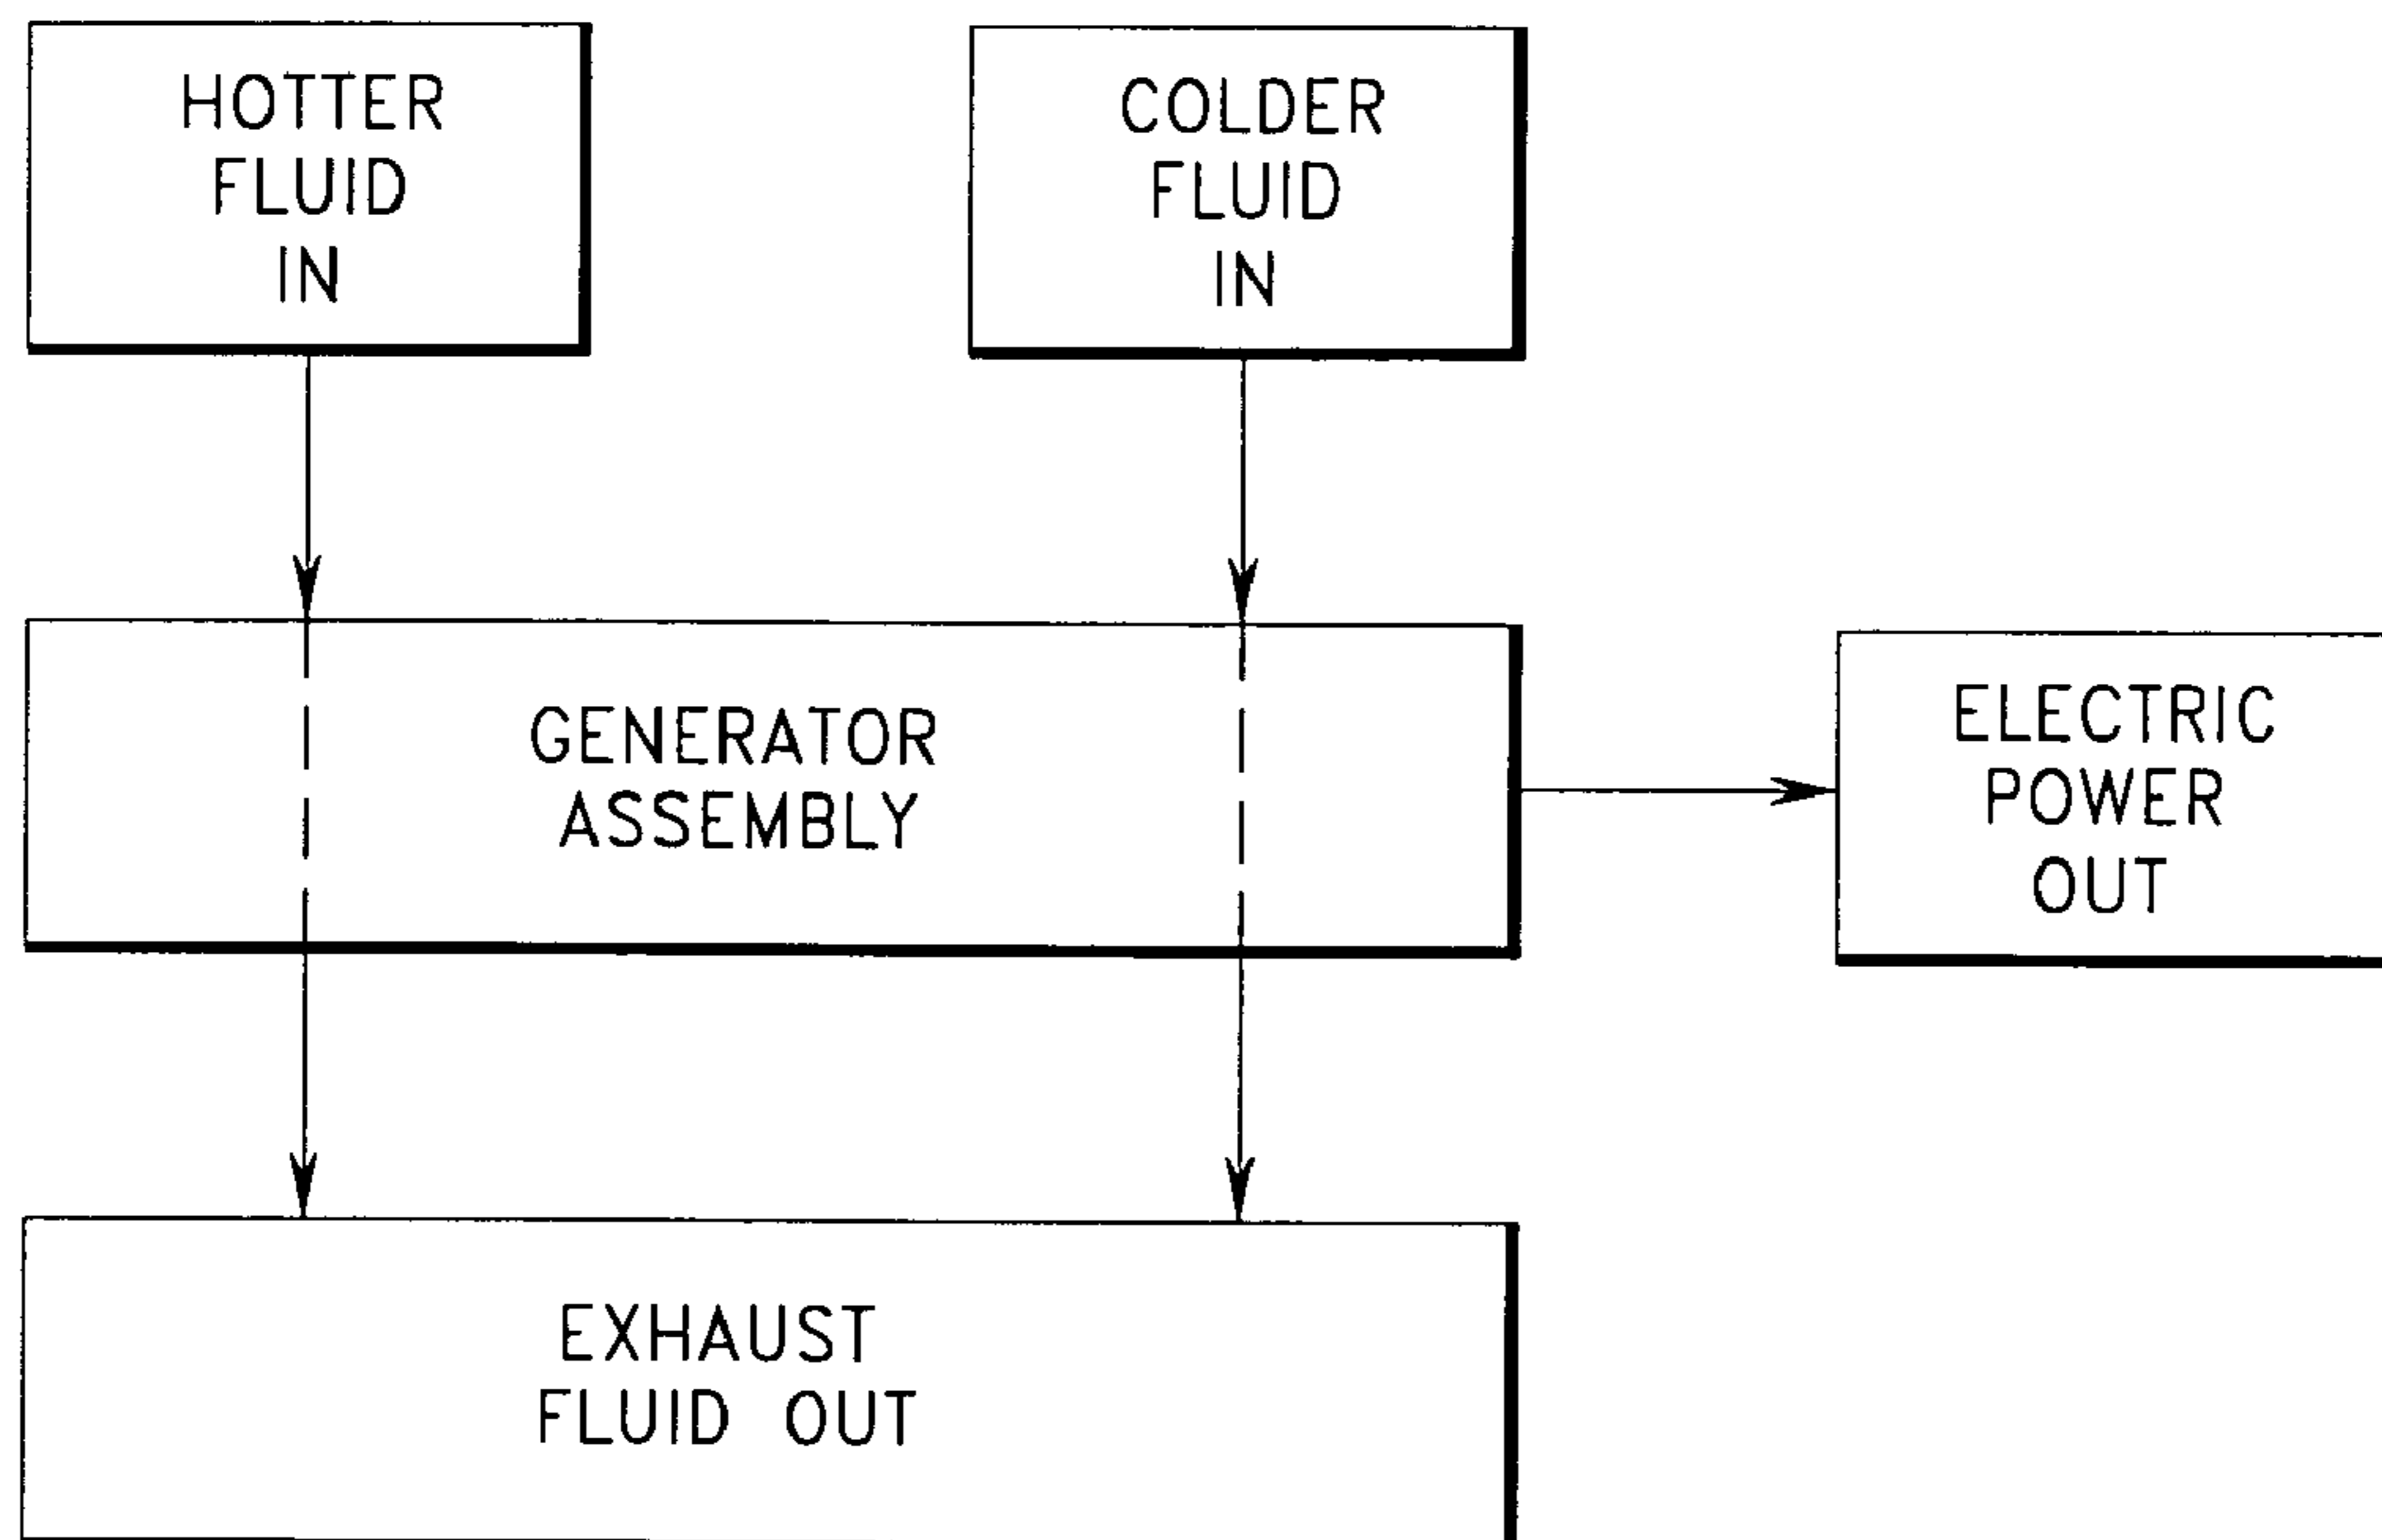 HOTTER
FLUID
IN
COLDER
FLUID
IN
GENERATOR
ASSEMBLY
ELECTRIC
POWER
OUT
EXHAUST
FLUID OUT